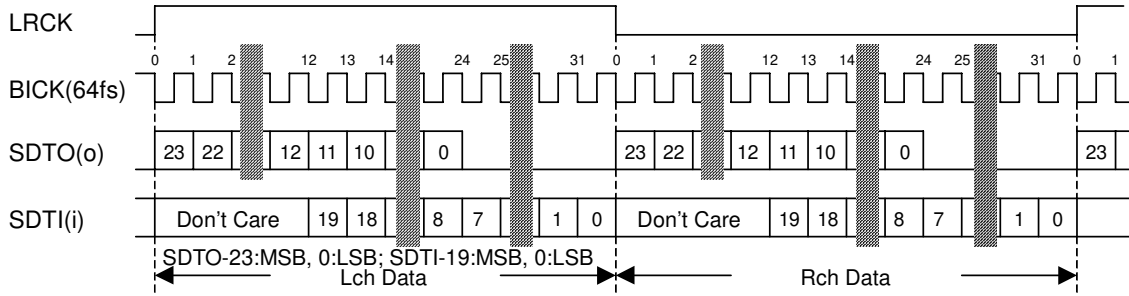 LRCK
0 1 2 12 13 14 24 25 31 0 1 2 12 13 14 24 25 31 0 1
BICK(64fs)
SDTO(o) 23 22 12 11 10 0 23 22 12 11 10 0 23
SDTI(i) Don't Care 19 18 8 7 1 0 Don't Care 19 18 8 7 1 0
SDTO-23:MSB, 0:LSB; SDTI-19:MSB, 0:LSB
Lch Data Rch Data